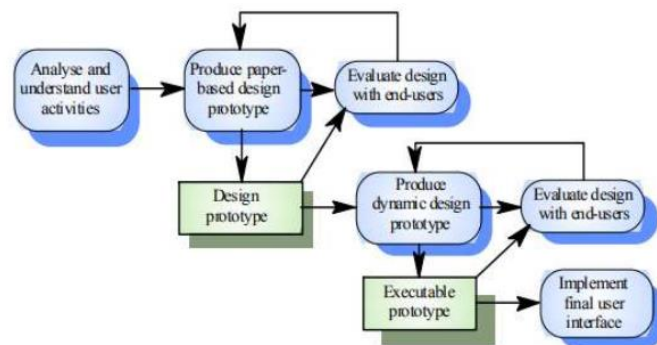 Analyse and
understand user
activities
Produce paper-
based design
prototype
Evaluate design
with end-users
Design
prototype
Produce
dynamic design
prototype
Evaluate design
with end-users
Executable
prototype
Implement
final user
interface